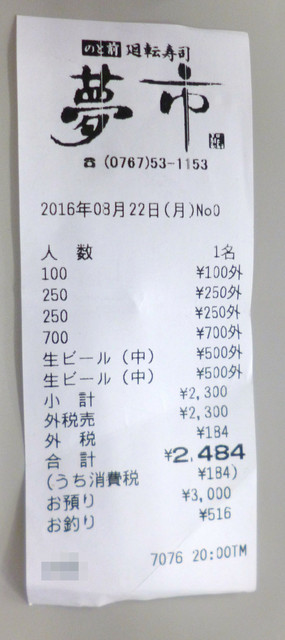 のと前 廻転寿司
夢市
☎(0767)53-1153
2016年08月22日(月)No0
人 数 1名
100 ¥100外
250 ¥250外
250 ¥250外
700 ¥700外
生ビール(中) ¥500外
生ビール(中) ¥500外
小 計 ¥2,300
外税売 ¥2,300
外 税 ¥184
合 計 ¥2,484
(うち消費税 ¥184)
お預り ¥3,000
お釣り ¥516
7076 20:00TM